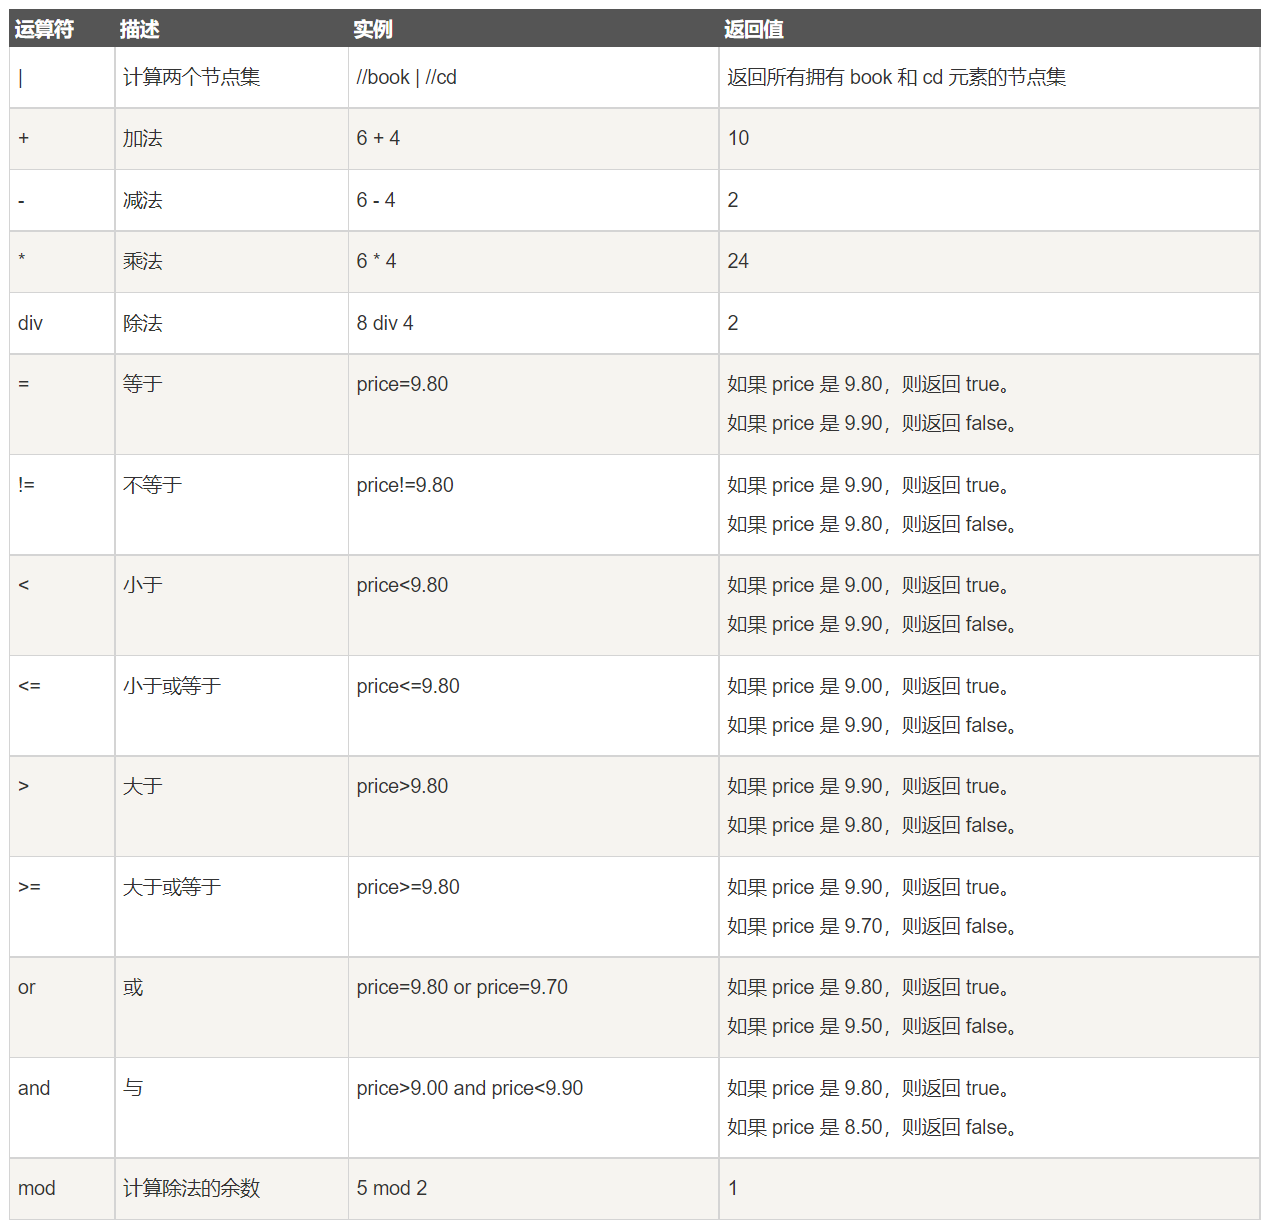 运算符 描述 实例 返回值
| 计算两个节点集 //book | //cd 返回所有拥有 book 和 cd 元素的节点集
+ 加法 6 + 4 10
- 减法 6 - 4 2
* 乘法 6 * 4 24
div 除法 8 div 4 2
= 等于 price=9.80 如果 price 是 9.80，则返回 true。
如果 price 是 9.90，则返回 false。
!= 不等于 price!=9.80 如果 price 是 9.90，则返回 true。
如果 price 是 9.80，则返回 false。
< 小于 price<9.80 如果 price 是 9.00，则返回 true。
如果 price 是 9.90，则返回 false。
<= 小于或等于 price<=9.80 如果 price 是 9.00，则返回 true。
如果 price 是 9.90，则返回 false。
> 大于 price>9.80 如果 price 是 9.90，则返回 true。
如果 price 是 9.80，则返回 false。
>= 大于或等于 price>=9.80 如果 price 是 9.90，则返回 true。
如果 price 是 9.70，则返回 false。
or 或 price=9.80 or price=9.70 如果 price 是 9.80，则返回 true。
如果 price 是 9.50，则返回 false。
and 与 price>9.00 and price<9.90 如果 price 是 9.80，则返回 true。
如果 price 是 8.50，则返回 false。
mod 计算除法的余数 5 mod 2 1